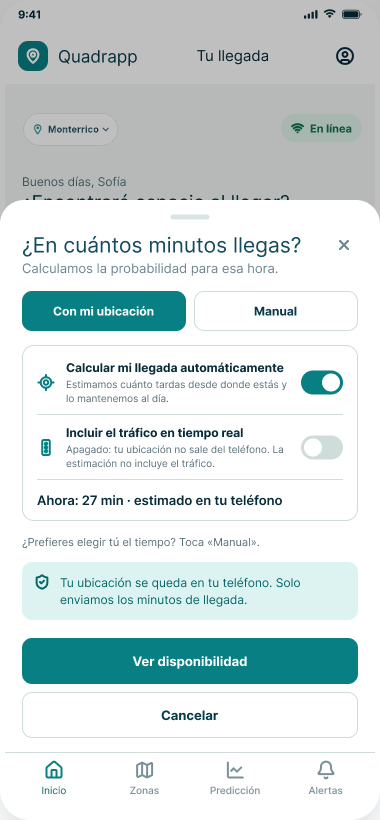 9:41
Quadrapp
Tu llegada
Monterrico
En línea
Buenos días, Sofía
¿Encontraré espacio al llegar?
¿En cuántos minutos llegas?
Calculamos la probabilidad para esa hora.
Con mi ubicación
Manual
Calcular mi llegada automáticamente
Estimamos cuánto tardas desde donde estás y
lo mantenemos al día.
Incluir el tráfico en tiempo real
Apagado: tu ubicación no sale del teléfono. La
estimación no incluye el tráfico.
Ahora: 27 min · estimado en tu teléfono
¿Prefieres elegir tú el tiempo? Toca «Manual».
Tu ubicación se queda en tu teléfono. Solo
enviamos los minutos de llegada.
Ver disponibilidad
Cancelar
Inicio
Zonas
Predicción
Alertas